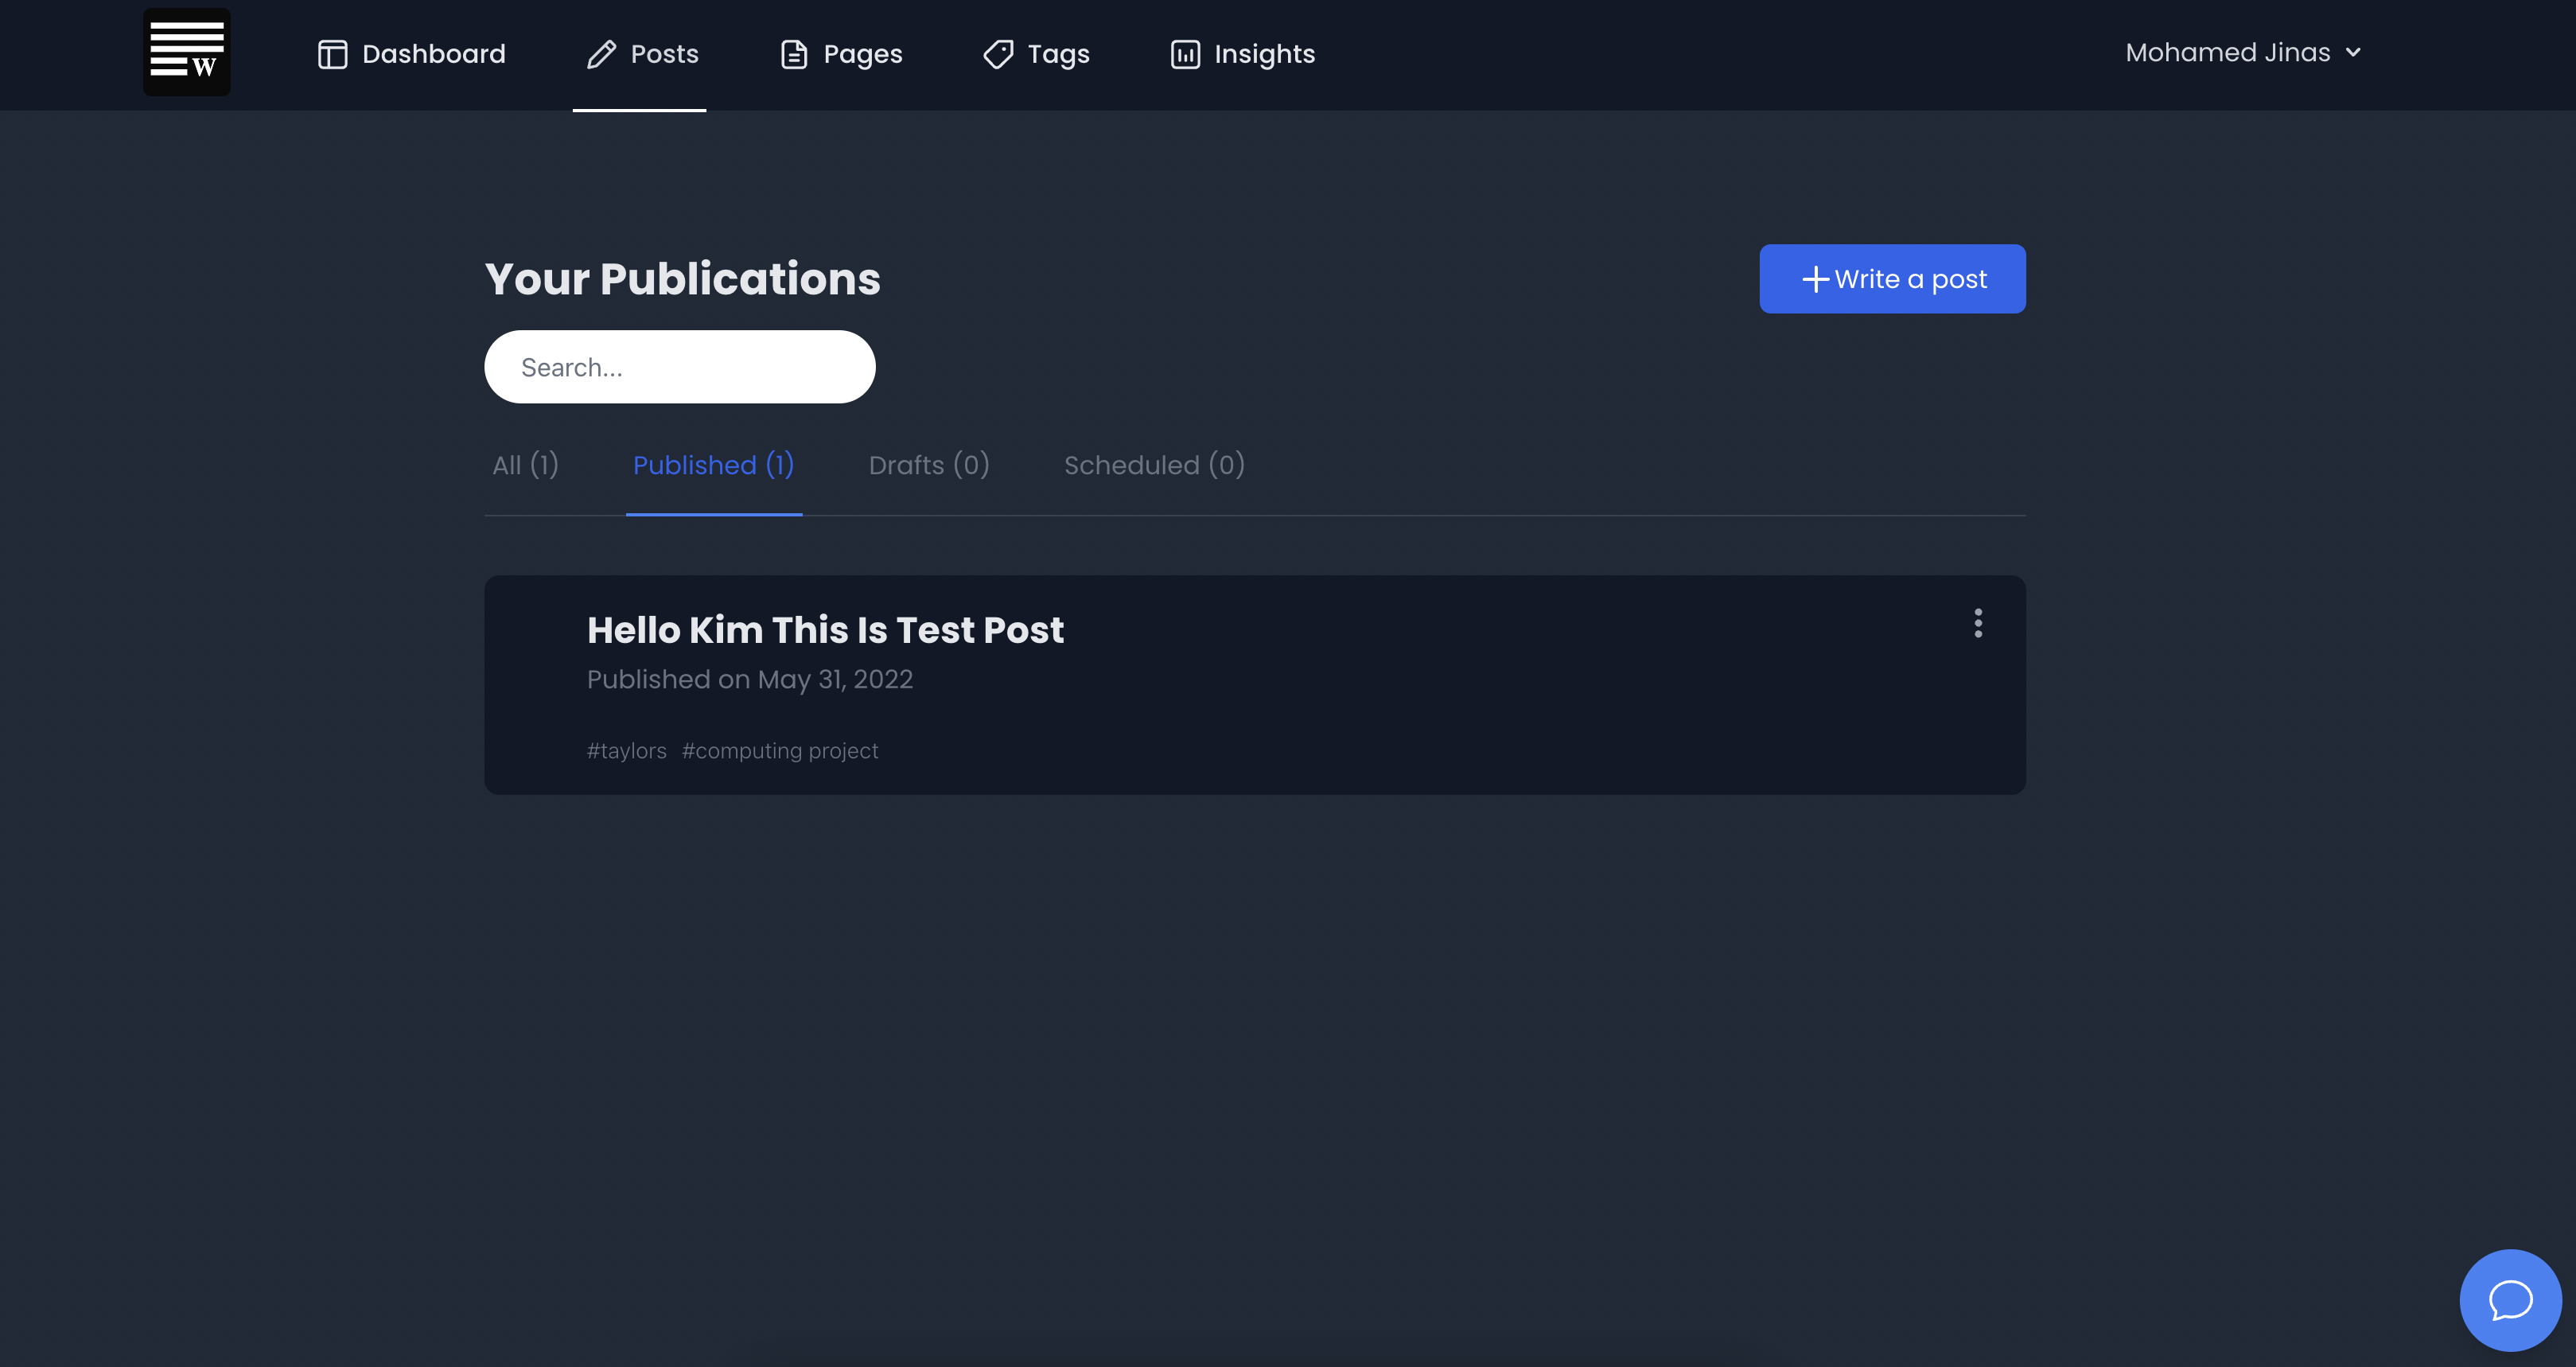 W
Dashboard
Posts
Pages
Tags
Insights
Mohamed Jinas
Your Publications
Write a post
Search...
All (1)
Published (1)
Drafts (0)
Scheduled (0)
Hello Kim This Is Test Post
Published on May 31, 2022
#taylors #computing project